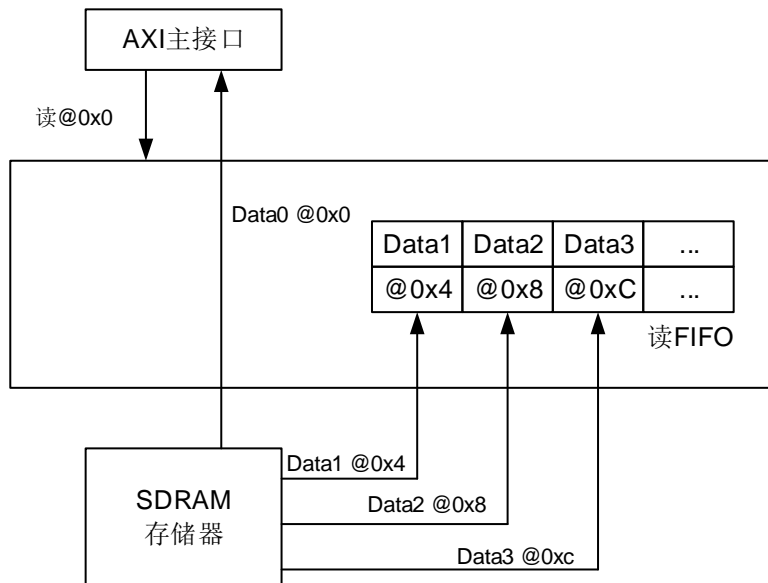 AXI主接口
读@0x0
Data0 @0x0
Data1 Data2 Data3 ...
@0x4 @0x8 @0xC ...
读FIFO
Data1 @0x4
SDRAM
存储器
Data2 @0x8
Data3 @0xc